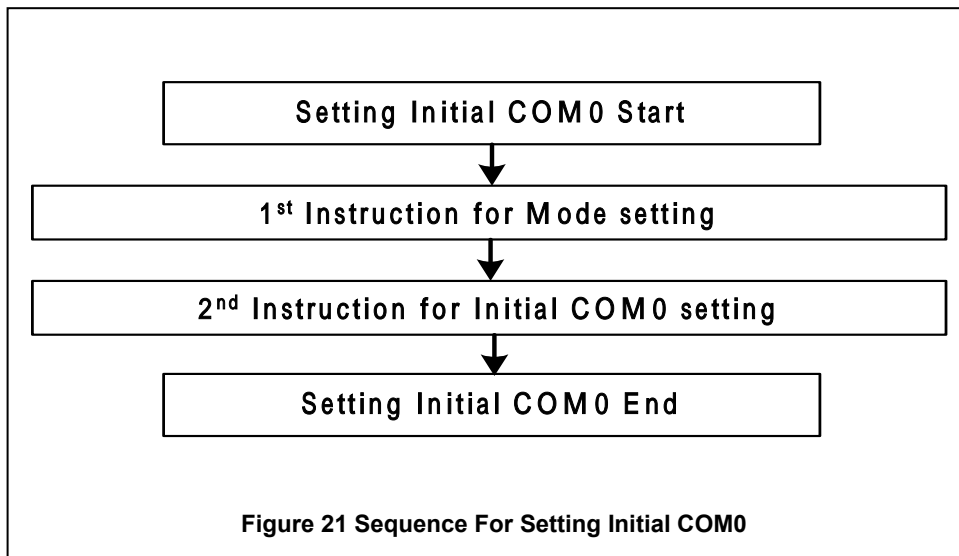 Setting Initial COM0 Start
1st Instruction for Mode setting
2nd Instruction for Initial COM0 setting
Setting Initial COM0 End
Figure 21 Sequence For Setting Initial COM0